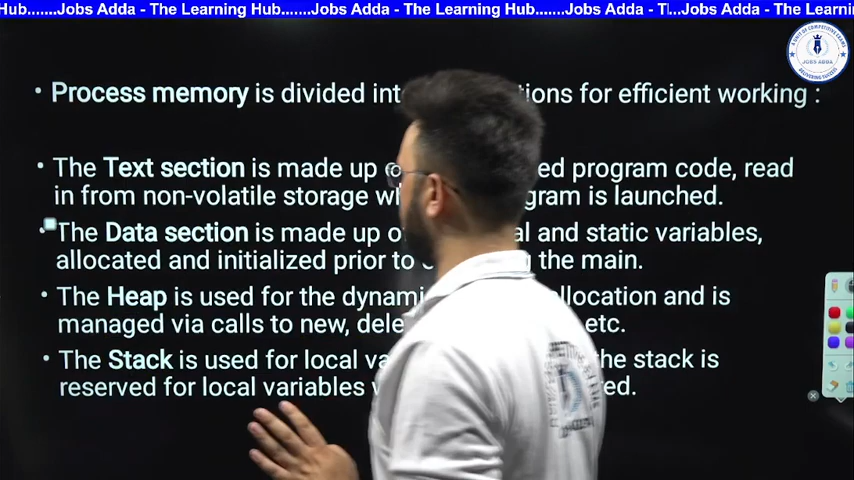 Hub.......Jobs Adda - The Learning Hub.......Jobs Adda - The Learning Hub.......Jobs Adda - T...Jobs Adda - The Learn
JOBS ADDA
• Process memory is divided int tions for efficient working :
• The Text section is made up ed program code, read
in from non-volatile storage gram is launched.
• The Data section is made up of al and static variables,
allocated and initialized prior to the main.
• The Heap is used for the dynami allocation and is
managed via calls to new, dele etc.
• The Stack is used for local va the stack is
reserved for local variables ed.